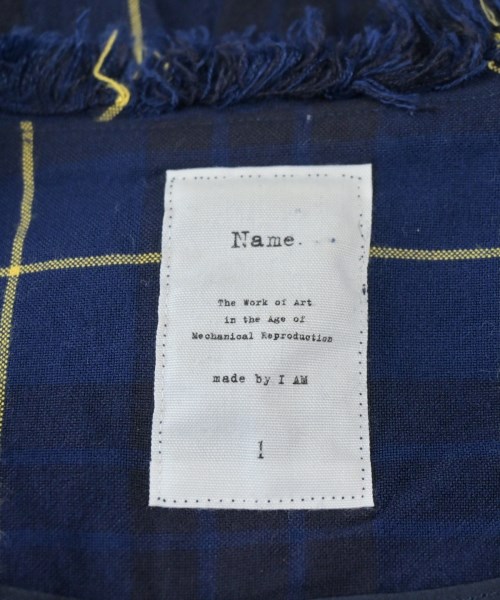 Name.
The Work of Art
in the Age of
Mechanical Reproduction
made by I AM
1